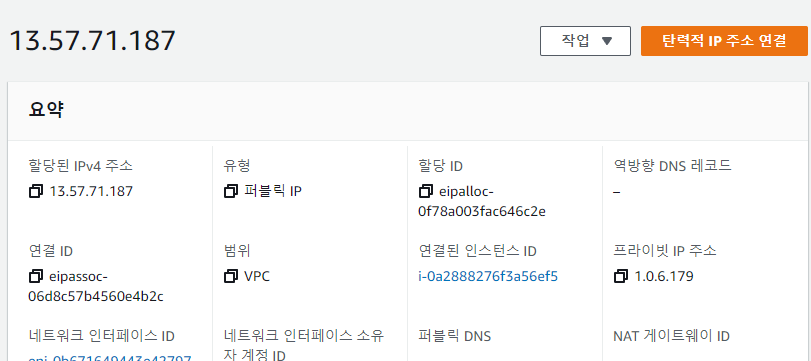 13.57.71.187
작업
탄력적 IP 주소 연결
요약
할당된 IPv4 주소
유형
할당 ID
역방향 DNS 레코드
13.57.71.187
퍼블릭 IP
eipalloc-
–
0f78a003fac646c2e
연결 ID
범위
연결된 인스턴스 ID
프라이빗 IP 주소
eipassoc-
VPC
i-0a2888276f3a56ef5
1.0.6.179
06d8c57b4560e4b2c
네트워크 인터페이스 ID
네트워크 인터페이스 소유
퍼블릭 DNS
NAT 게이트웨이 ID
자 계정 ID
eni-0b671649443e42797